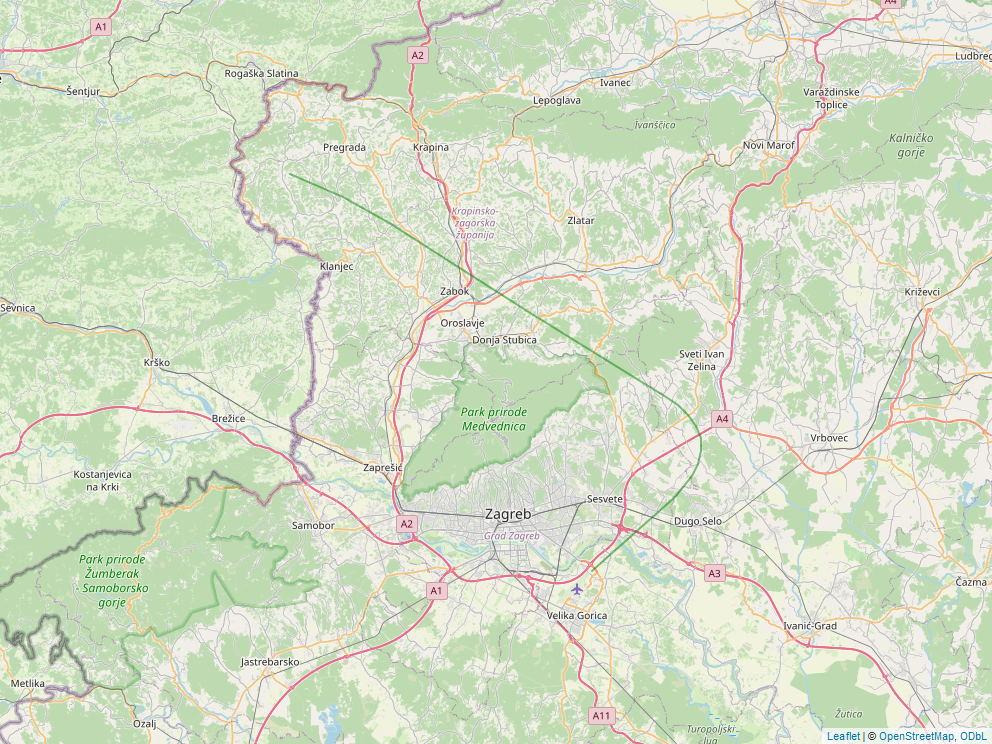 A4
A1
A2
Ludbreg
Rogaška Slatina
Ivanec
Šentjur
Varaždinske
Toplice
Lepoglava
Ivanščica
Kalničko
gorje
Pregrada
Krapina
Novi Marof
Krapinsko-
zagorska
županija
Zlatar
Klanjec
Zabok
Križevci
Sevnica
Oroslavje
Donja Stubica
Krško
Sveti Ivan
Zelina
Brežice
Park prirode
Medvednica
A4
Vrbovec
Zaprešić
Kostanjevica
na Krki
Sesvete
Zagreb
Samobor
A2
Dugo Selo
Grad Zagreb
Park prirode
Žumberak
- Samoborsko
gorje
A3
Čazma
A1
Velika Gorica
Ivanić-Grad
Jastrebarsko
Metlika
Ozalj
A11
Žutica
Turopoljski
lug
Leaflet | © OpenStreetMap, ODbL